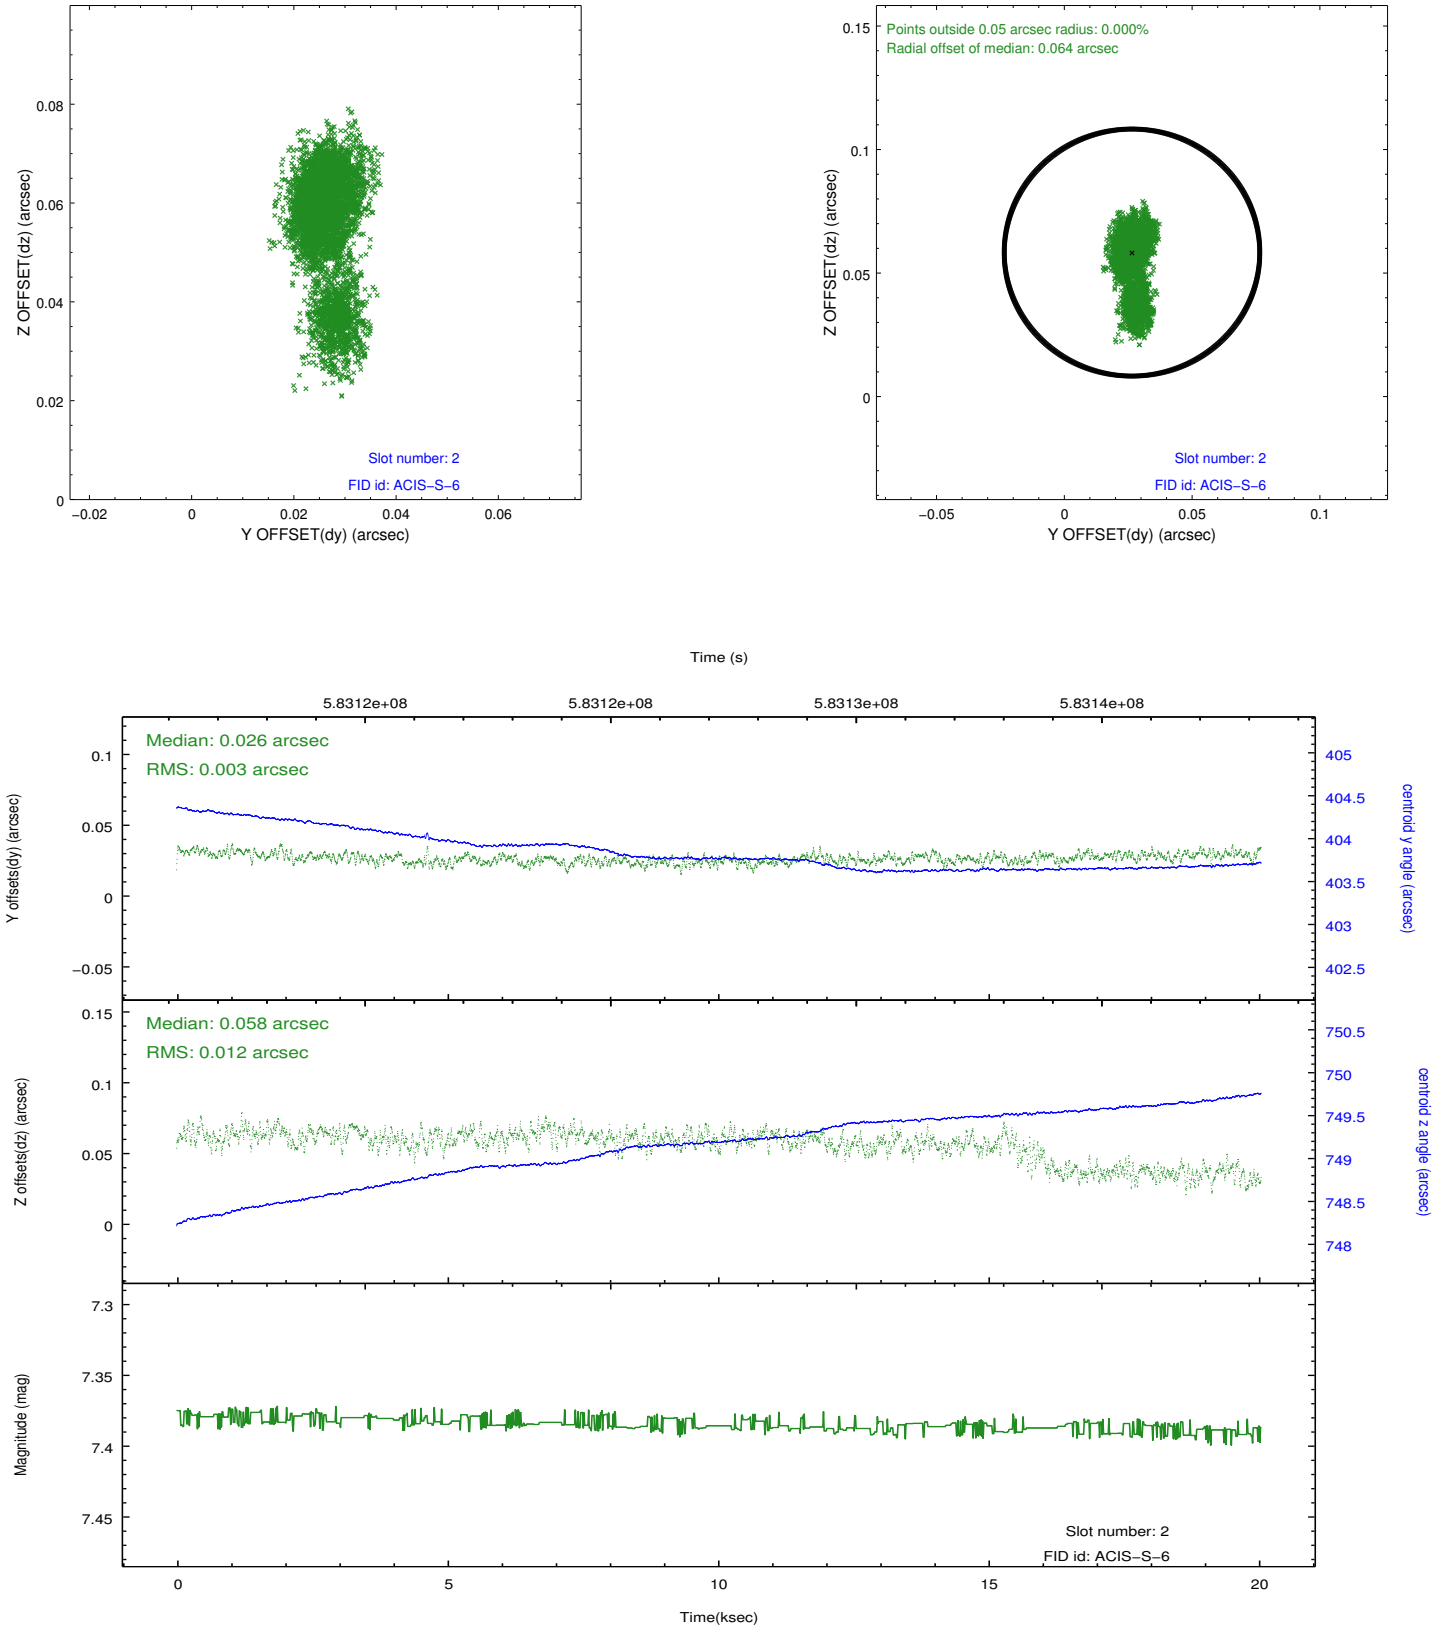 0.08
0.06
0.04
0.02
0
−0.02
0
0.02
0.04
0.06
Z OFFSET(dz) (arcsec)
Y OFFSET(dy) (arcsec)
Slot number: 2
FID id: ACIS−S−6
Points outside 0.05 arcsec radius: 0.000%
Radial offset of median: 0.064 arcsec
0.15
0.1
0.05
0
−0.05
0
0.05
0.1
Z OFFSET(dz) (arcsec)
Y OFFSET(dy) (arcsec)
Slot number: 2
FID id: ACIS−S−6
Time (s)
5.8312e+08
5.8312e+08
5.8313e+08
5.8314e+08
Median: 0.026 arcsec
RMS: 0.003 arcsec
0.1
0.05
0
−0.05
Y offsets(dy) (arcsec)
405
404.5
404
403.5
403
402.5
centroid y angle (arcsec)
Median: 0.058 arcsec
RMS: 0.012 arcsec
0.15
0.1
0.05
0
Z offsets(dz) (arcsec)
750.5
750
749.5
749
748.5
748
centroid z angle (arcsec)
7.3
7.35
7.4
7.45
Magnitude (mag)
Slot number: 2
FID id: ACIS−S−6
0
5
10
15
20
Time(ksec)